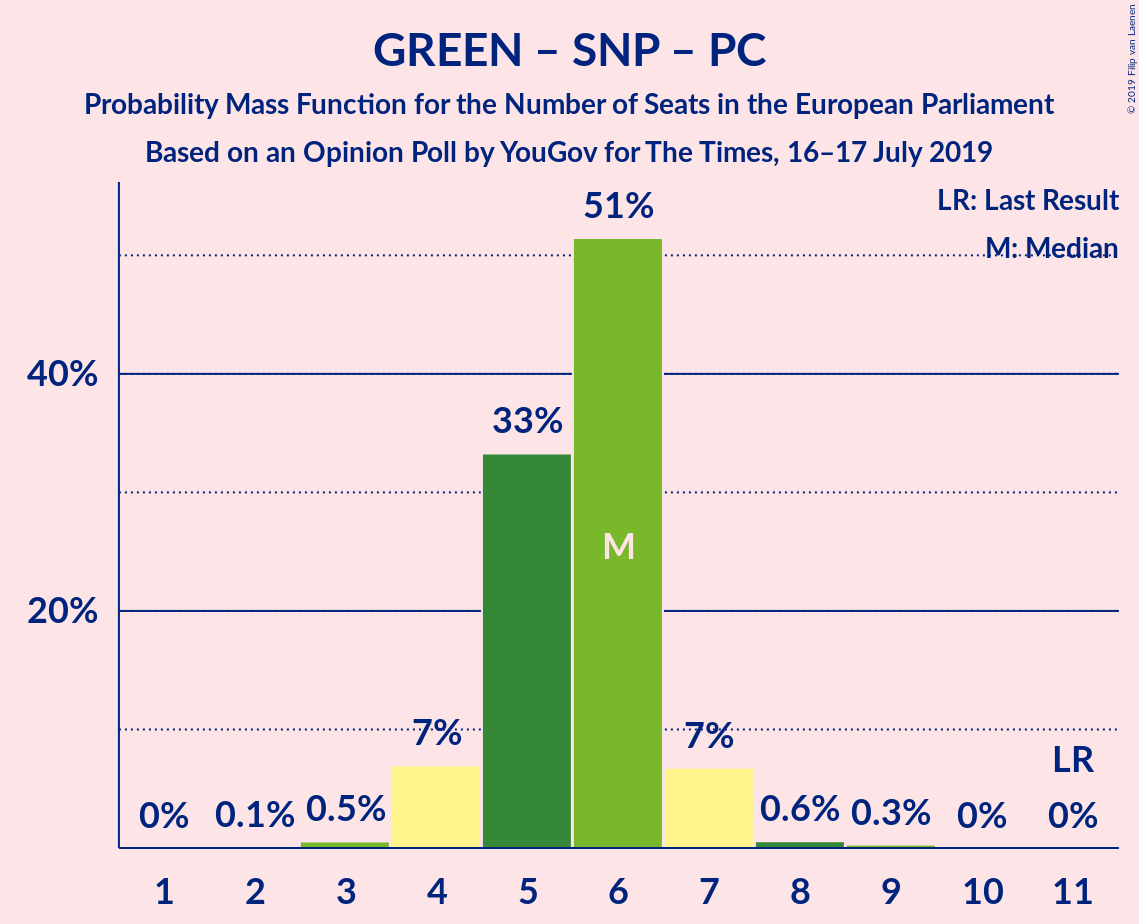 GREEN – SNP – PC
Probability Mass Function for the Number of Seats in the European Parliament
Based on an Opinion Poll by YouGov for The Times, 16–17 July 2019
© 2019 Filip van Laenen
LR: Last Result
M: Median
51%
40%
33%
M
20%
7%
7%
LR
0%
0.1%
0.5%
0.6%
0.3%
0%
0%
1 2 3 4 5 6 7 8 9 10 11